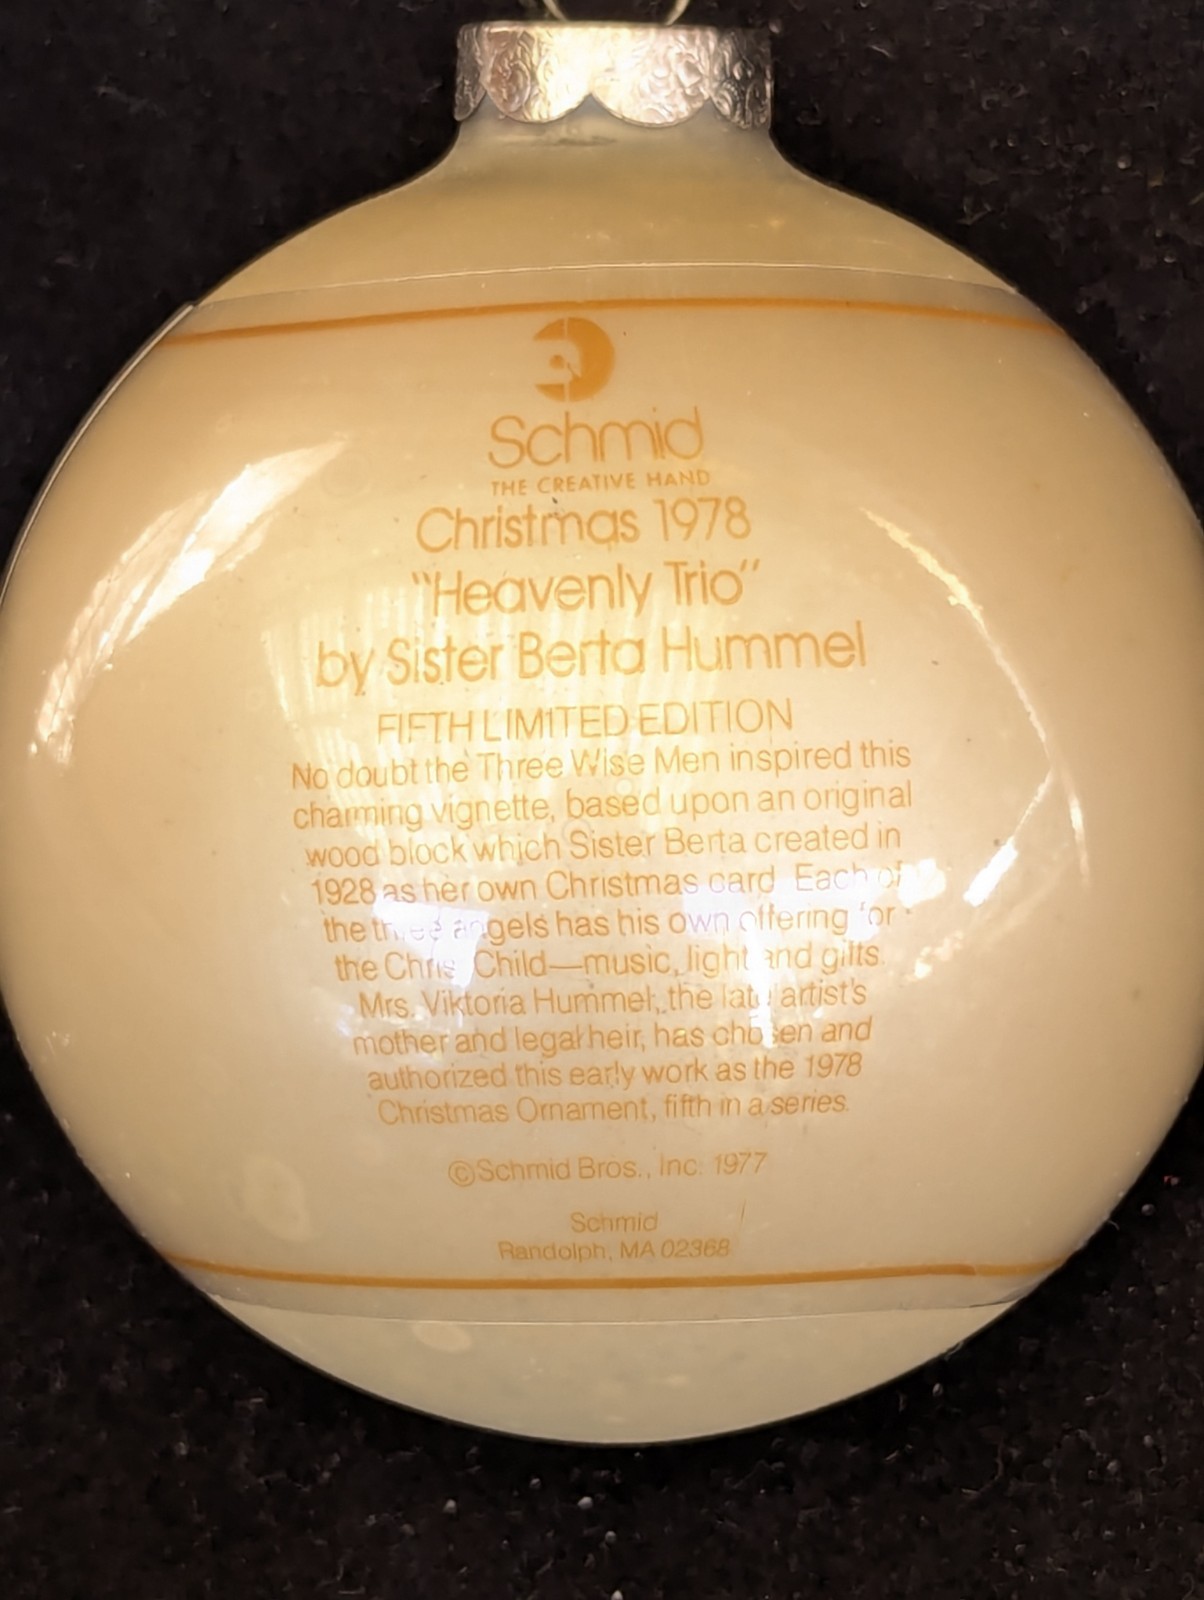 Schmid
THE CREATIVE HAND
Christmas 1978
"Heavenly Trio"
by Sister Berta Hummel
FIFTH LIMITED EDITION
No doubt the Three Wise Men inspired this
charming vignette, based upon an original
wood block which Sister Berta created in
1928 as her own Christmas card. Each of
the three angels has his own offering for
the Christ Child—music, light and gifts.
Mrs. Viktoria Hummel, the late artist's
mother and legal heir, has chosen and
authorized this early work as the 1978
Christmas Ornament, fifth in a series.
©Schmid Bros., Inc. 1977
Schmid
Randolph, MA 02368